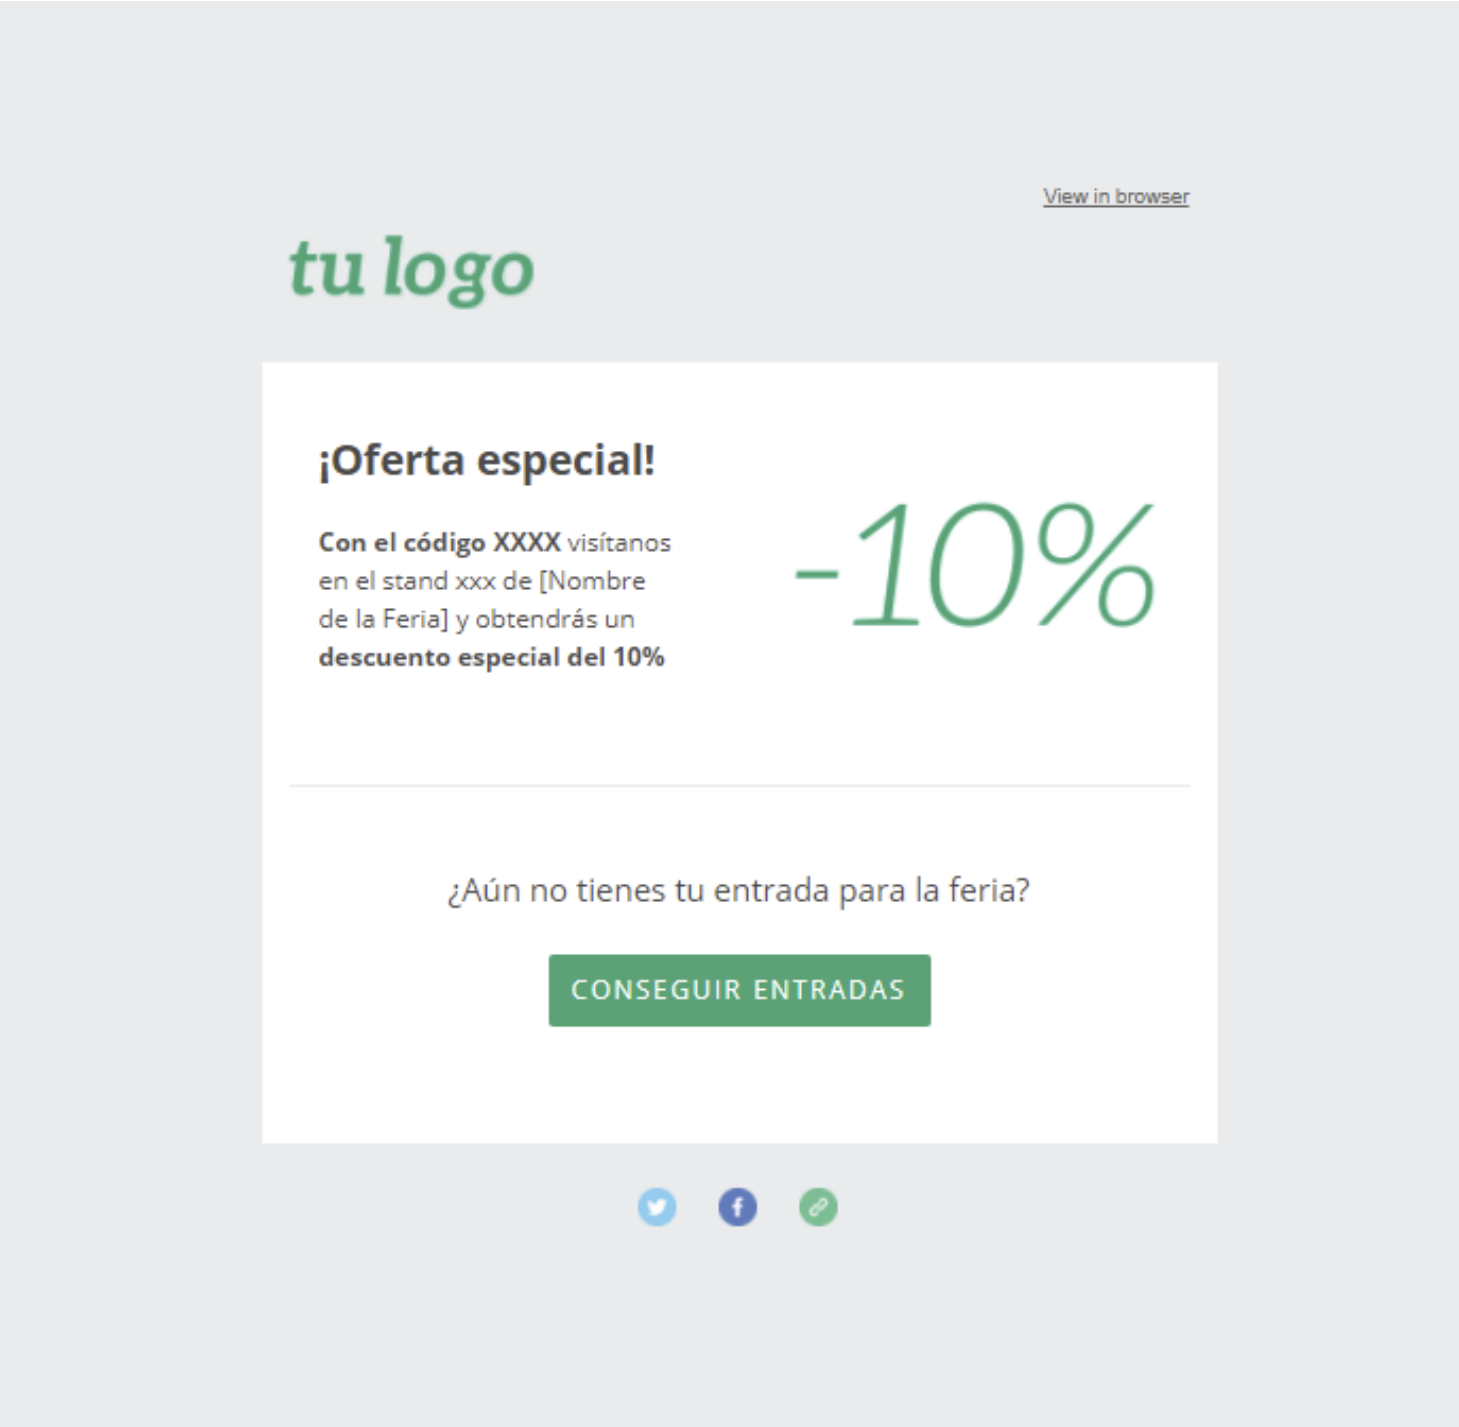 View in browser
tu logo
¡Oferta especial!
Con el código XXXX visítanos
en el stand xxx de [Nombre
de la Feria] y obtendrás un
descuento especial del 10%
-10%
¿Aún no tienes tu entrada para la feria?
CONSEGUIR ENTRADAS